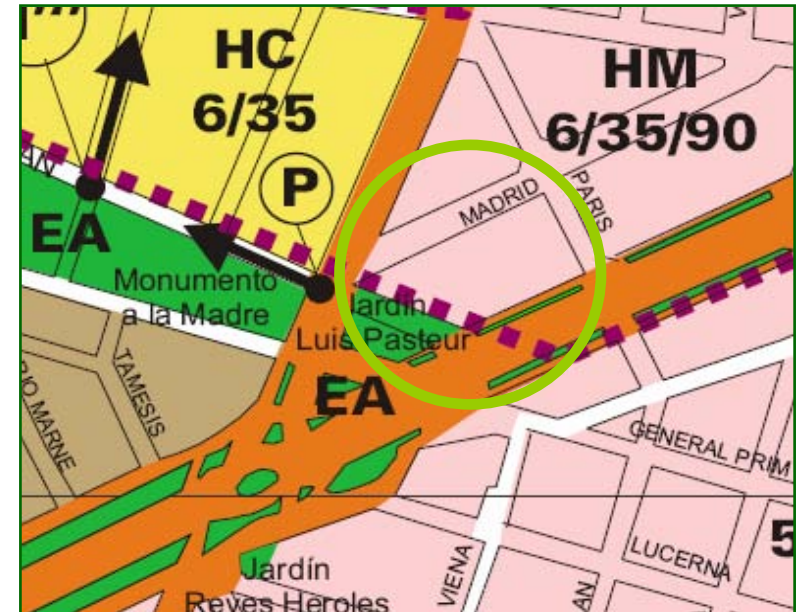 HC
6/35
HM
6/35/90
P
MADRID
PARIS
EA
Monumento
a la Madre
Jardín
Luis Pasteur
EA
TAMESIS
RIO MARNE
GENERAL PRIM
5
LUCERNA
VIENA
Jardín
Reyes Heroles